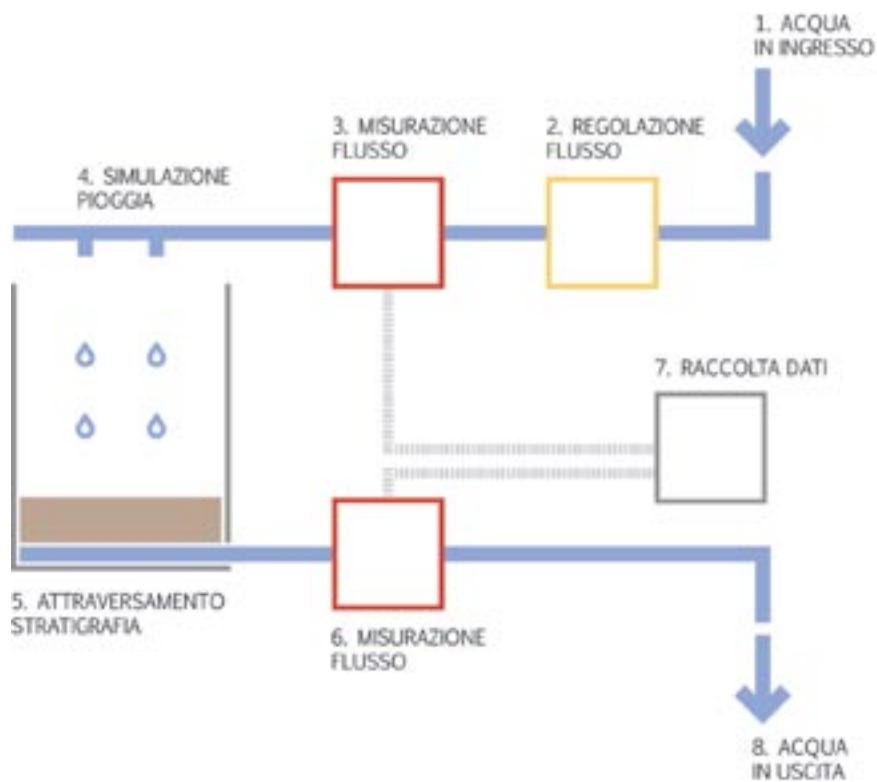 1. ACQUA
IN INGRESSO
2. REGOLAZIONE
FLUSSO
3. MISURAZIONE
FLUSSO
4. SIMULAZIONE
PIOGGIA
5. ATTRAVERSAMENTO
STRATIGRAFIA
6. MISURAZIONE
FLUSSO
7. RACCOLTA DATI
8. ACQUA
IN USCITA